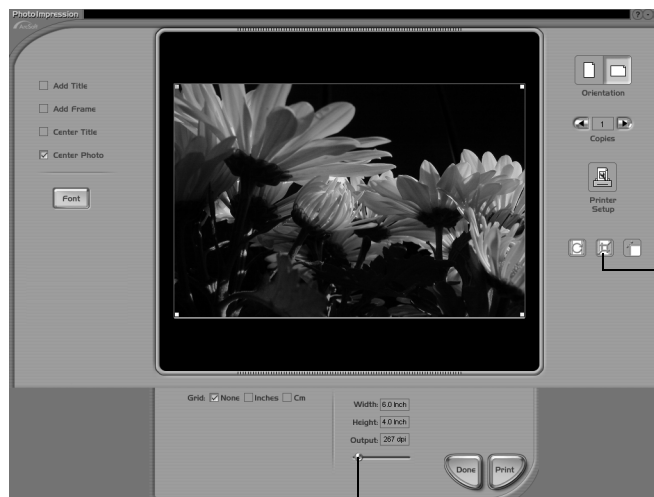 PhotoImpression
ArcSoft
Add Title
Add Frame
Center Title
Center Photo
Font
Orientation
1
Copies
Printer
Setup
Grid: None Inches Cm
Width: 6.0 Inch
Height: 4.0 Inch
Output: 267 dpi
Done
Print